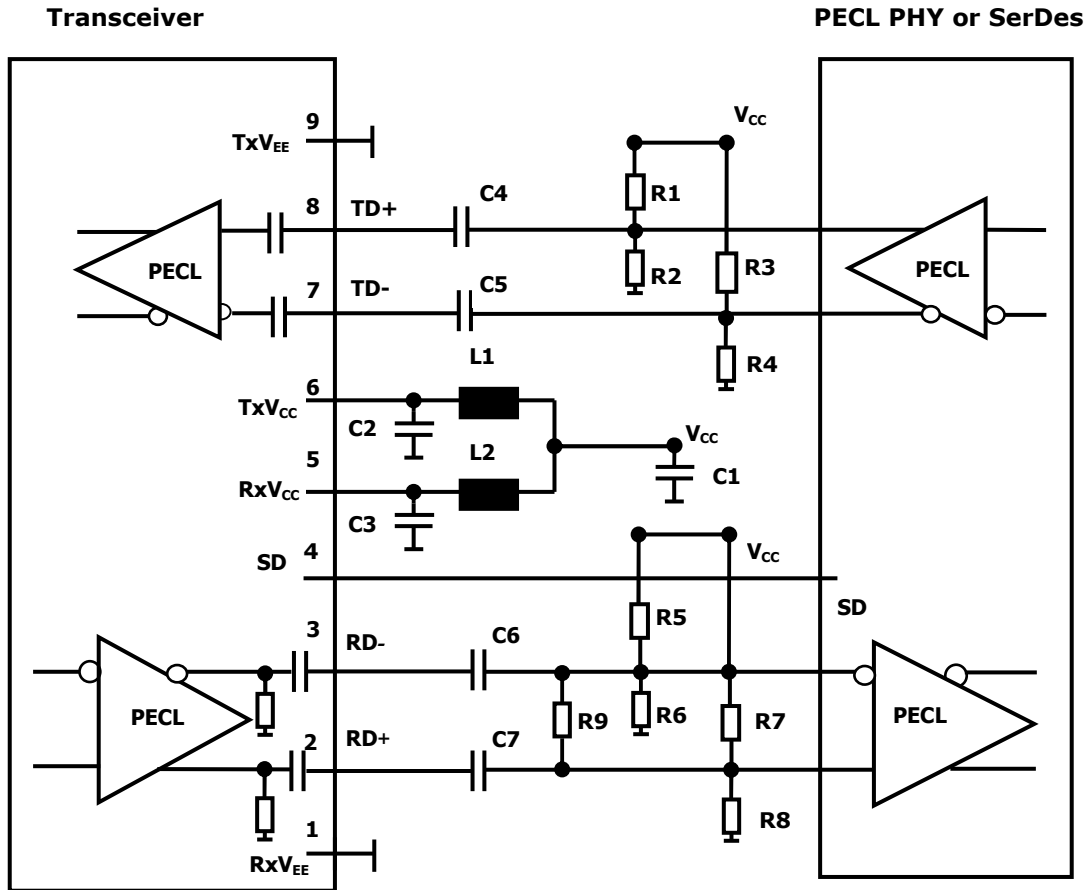 Transceiver
PECL PHY or SerDes
9
TxVEE
VCC
8
TD+
C4
R1
PECL
R2
R3
PECL
7
TD-
C5
R4
L1
6
TxVCC
C2
VCC
5
L2
C1
RxVCC
C3
VCC
4
SD
SD
R5
3
RD-
C6
PECL
R9
R6
R7
PECL
2
RD+
C7
R8
1
RxVEE